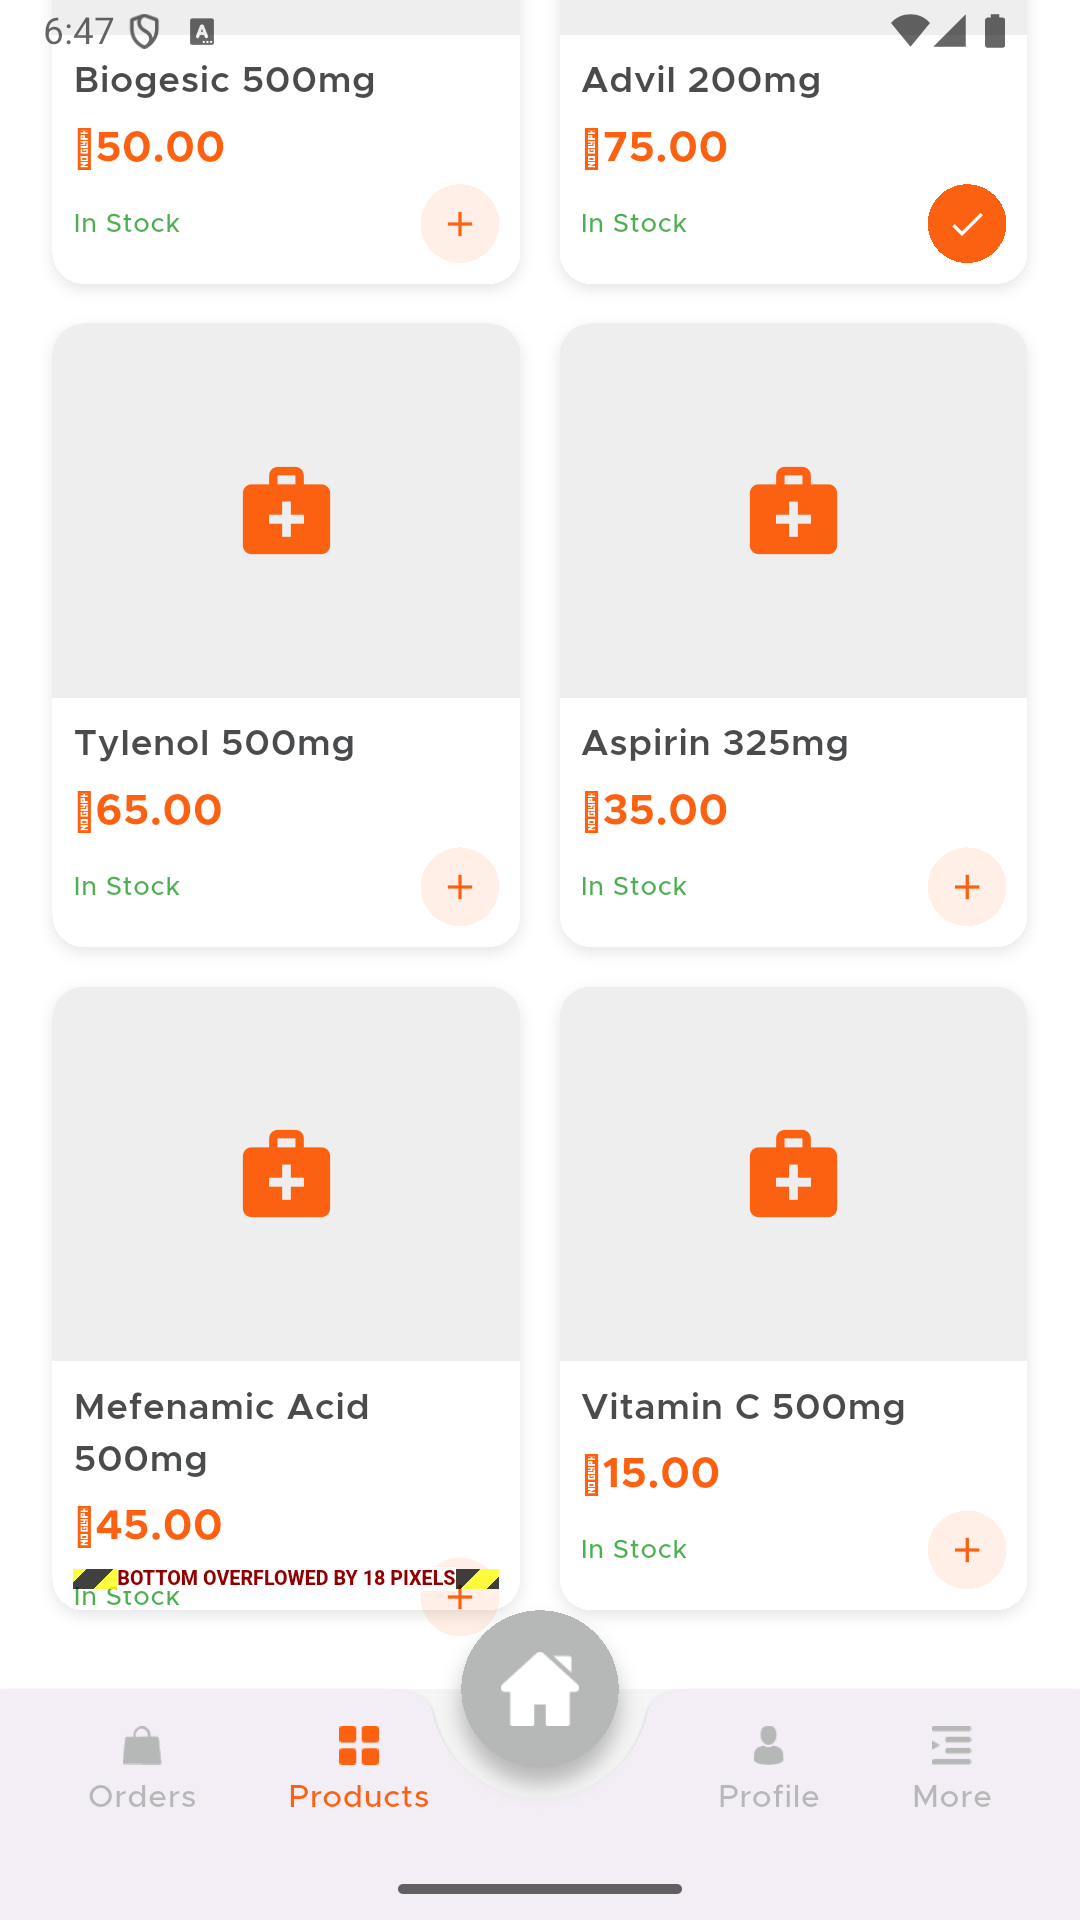 6:47
Biogesic 500mg
50.00
In Stock
Advil 200mg
75.00
In Stock
Tylenol 500mg
65.00
In Stock
Aspirin 325mg
35.00
In Stock
Mefenamic Acid
500mg
45.00
BOTTOM OVERFLOWED BY 18 PIXELS
In Stock
Vitamin C 500mg
15.00
In Stock
Orders
Products
Profile
More